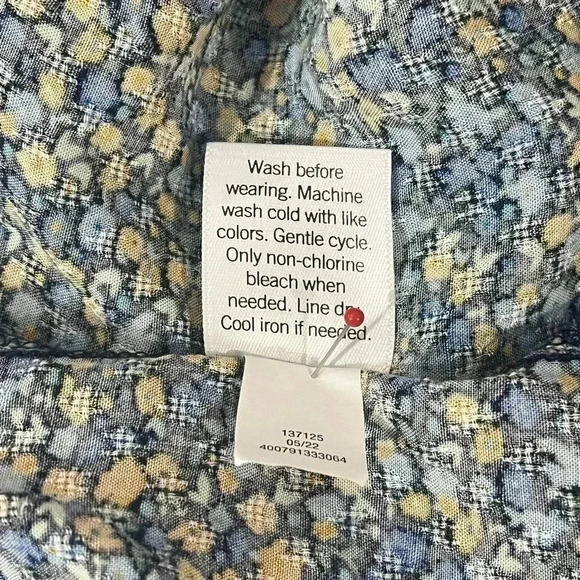 Wash before
wearing. Machine
wash cold with like
colors. Gentle cycle.
Only non-chlorine
bleach when
needed. Line dry.
Cool iron if needed.
137125
05/22
400791333064